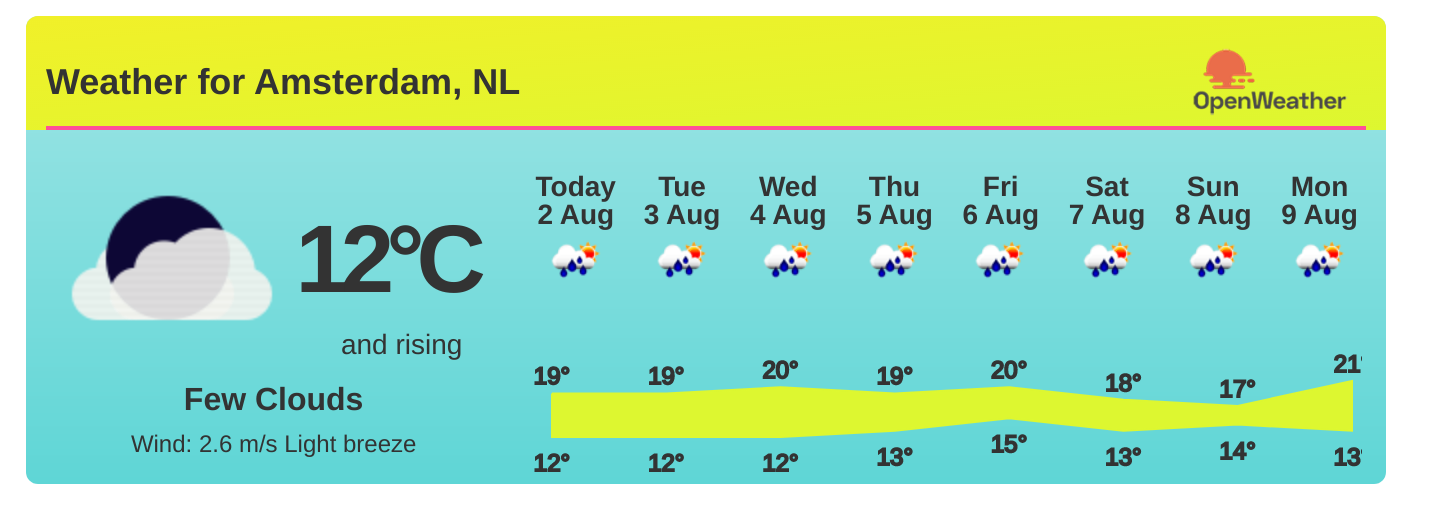 Weather for Amsterdam, NL
OpenWeather
Today Tue Wed Thu Fri Sat Sun Mon
2 Aug 3 Aug 4 Aug 5 Aug 6 Aug 7 Aug 8 Aug 9 Aug
12°C
and rising
Few Clouds
Wind: 2.6 m/s Light breeze
19° 19° 20° 19° 20° 18° 17° 21°
12° 12° 12° 13° 15° 13° 14° 13°